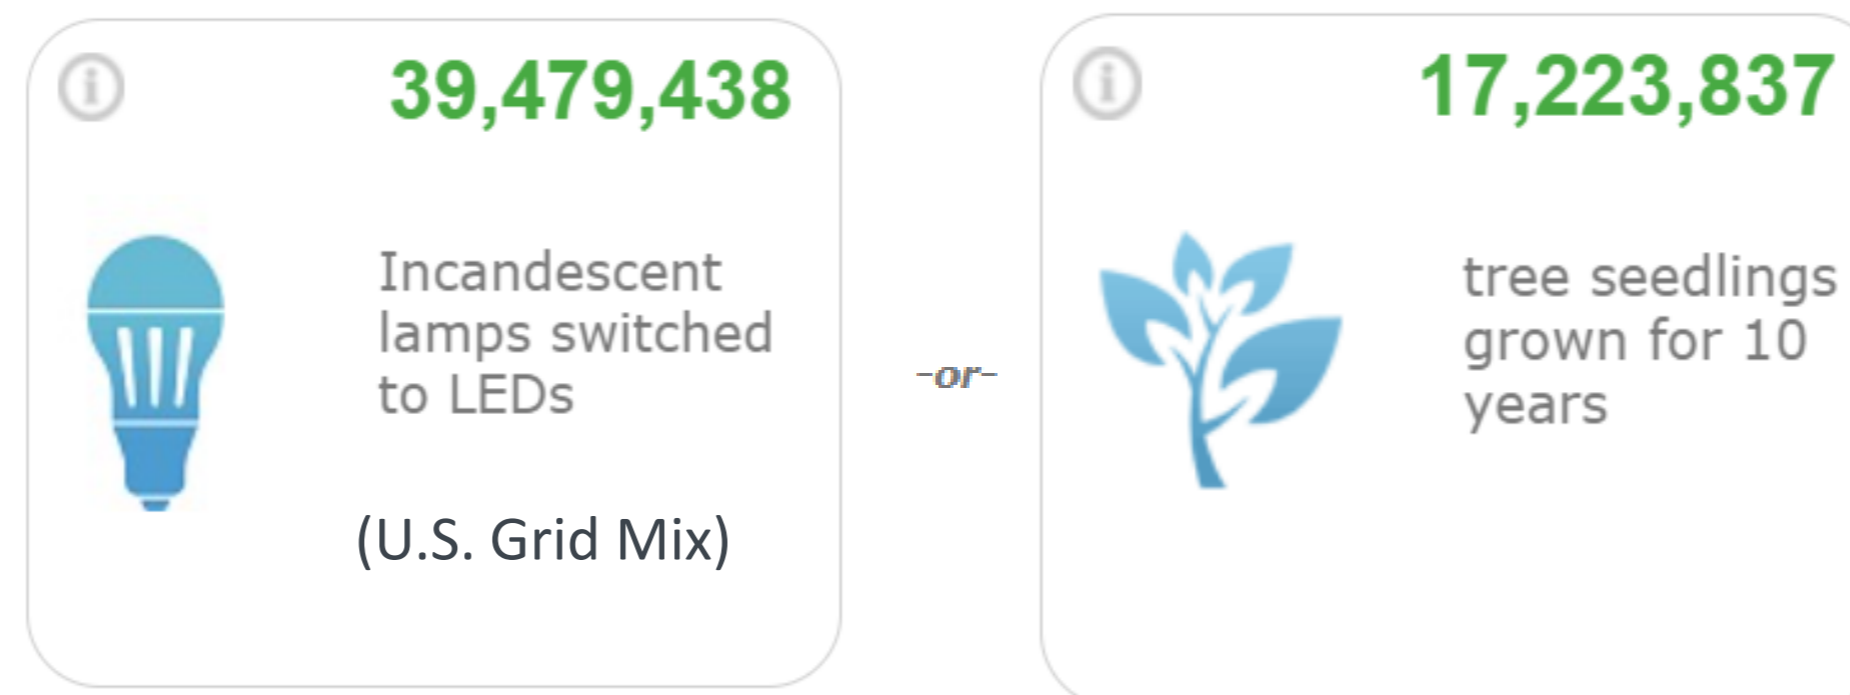 39,479,438
Incandescent
lamps switched
to LEDs
(U.S. Grid Mix)
-or-
17,223,837
tree seedlings
grown for 10
years